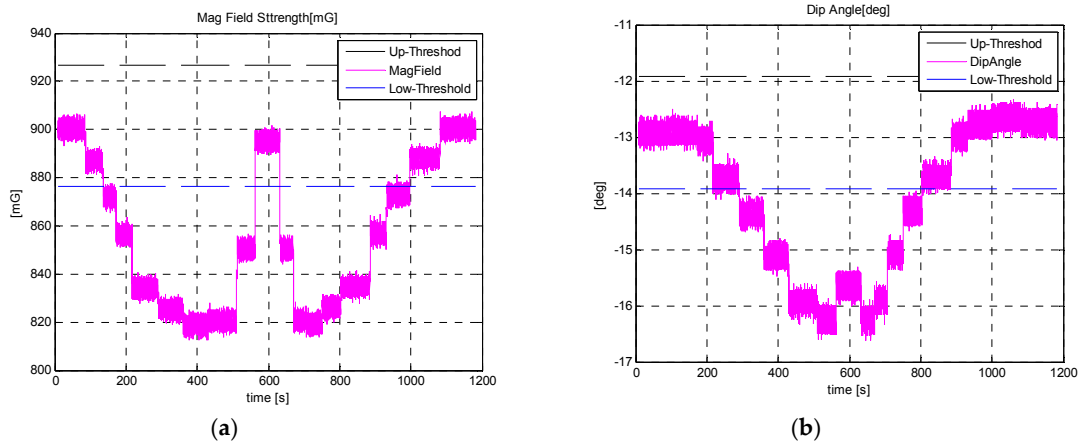 Mag Field Sttrength[mG]
940
920
900
880
860
840
820
800
[mG]
Up-Threshod
MagField
Low-Threshold
0 200 400 600 800 1000 1200
time [s]
(a)
Dip Angle[deg]
-11
-12
-13
-14
-15
-16
-17
[deg]
Up-Threshod
DipAngle
Low-Threshold
0 200 400 600 800 1000 1200
time [s]
(b)